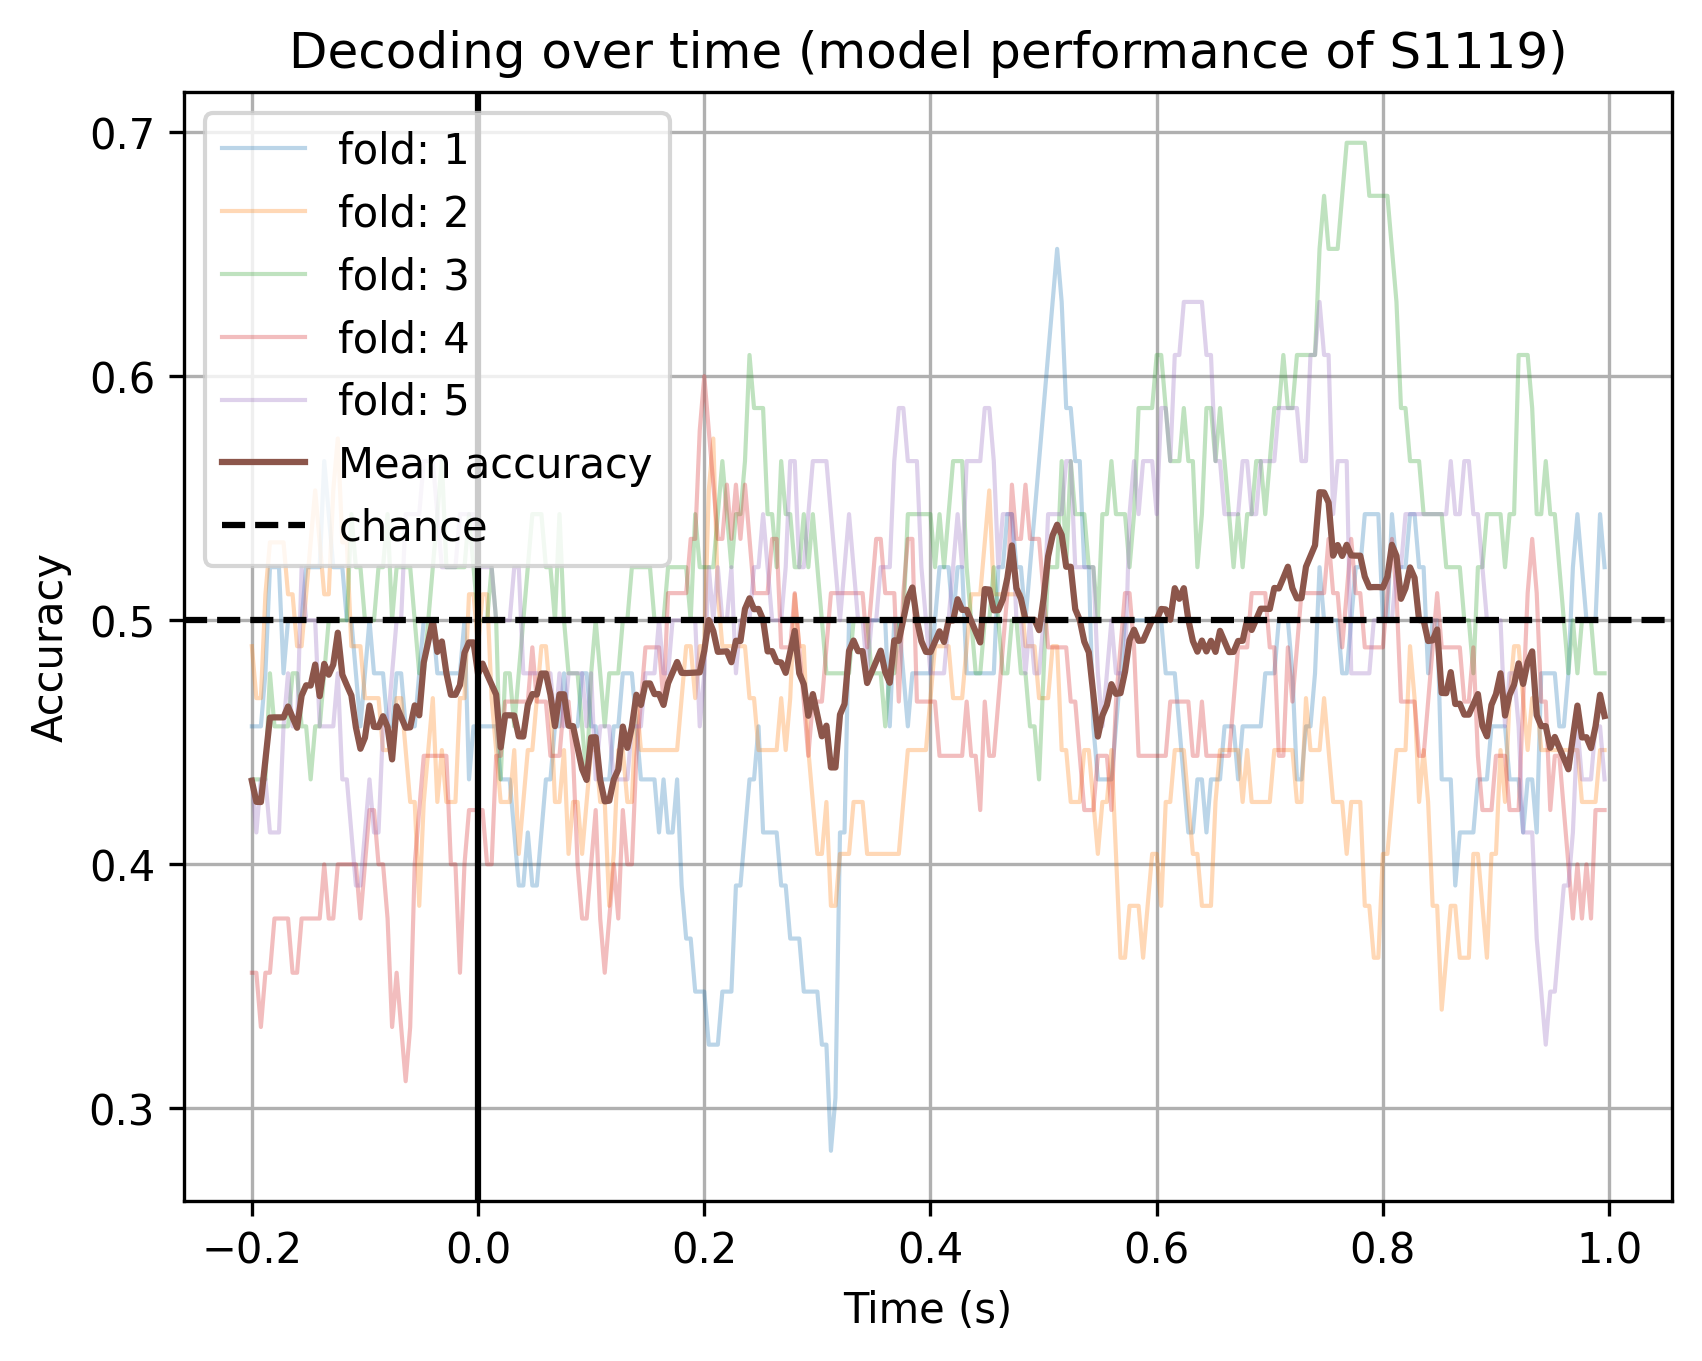 Decoding over time (model performance of S1119)
Accuracy
0.7
0.6
0.5
0.4
0.3
fold: 1
fold: 2
fold: 3
fold: 4
fold: 5
Mean accuracy
chance
−0.2 0.0 0.2 0.4 0.6 0.8 1.0
Time (s)